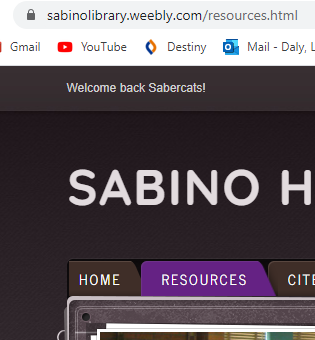 sabinolibrary.weebly.com/resources.html
Gmail YouTube Destiny Mail - Daly, L
Welcome back Sabercats!
SABINO H
HOME RESOURCES CITE